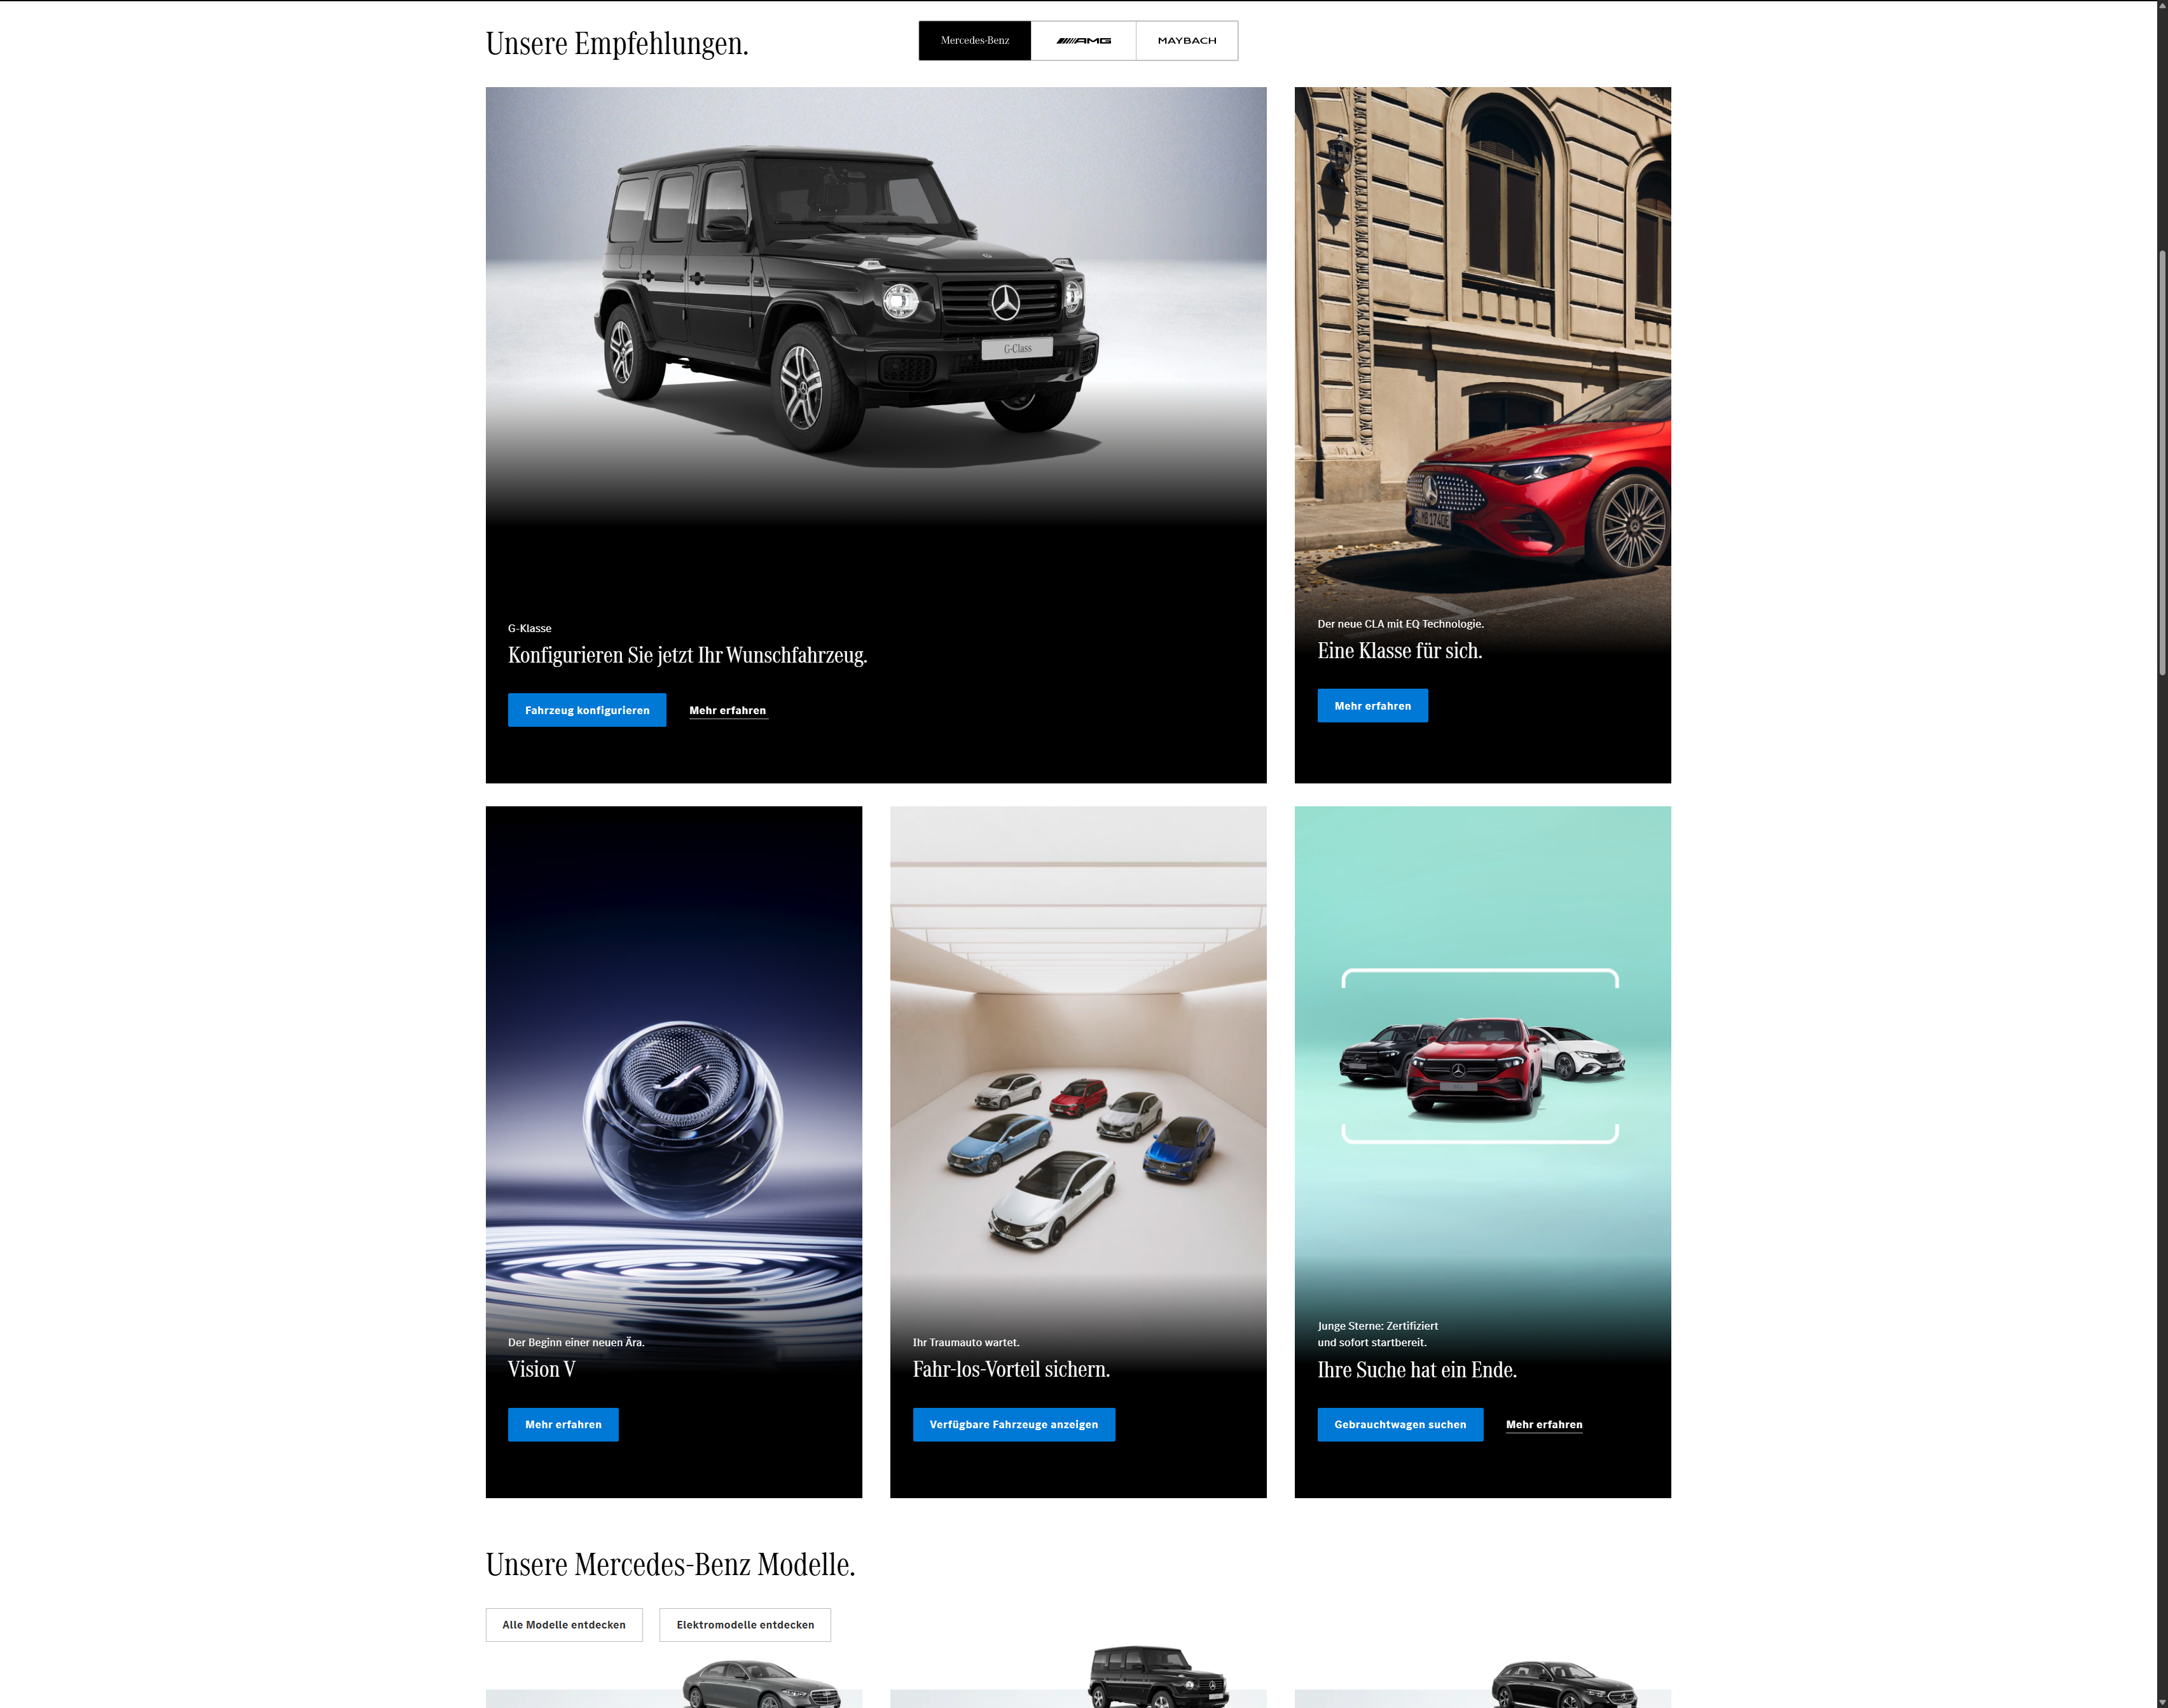 Unsere Empfehlungen.
Mercedes-Benz
AMG
MAYBACH
G-Class
G-Klasse
Konfigurieren Sie jetzt Ihr Wunschfahrzeug.
Fahrzeug konfigurieren
Mehr erfahren
S MB 1740E
Der neue CLA mit EQ Technologie.
Eine Klasse für sich.
Mehr erfahren
Der Beginn einer neuen Ära.
Vision V
Mehr erfahren
Ihr Traumauto wartet.
Fahr-los-Vorteil sichern.
Verfügbare Fahrzeuge anzeigen
Junge Sterne: Zertifiziert
und sofort startbereit.
Ihre Suche hat ein Ende.
Gebrauchtwagen suchen
Mehr erfahren
Unsere Mercedes-Benz Modelle.
Alle Modelle entdecken
Elektromodelle entdecken